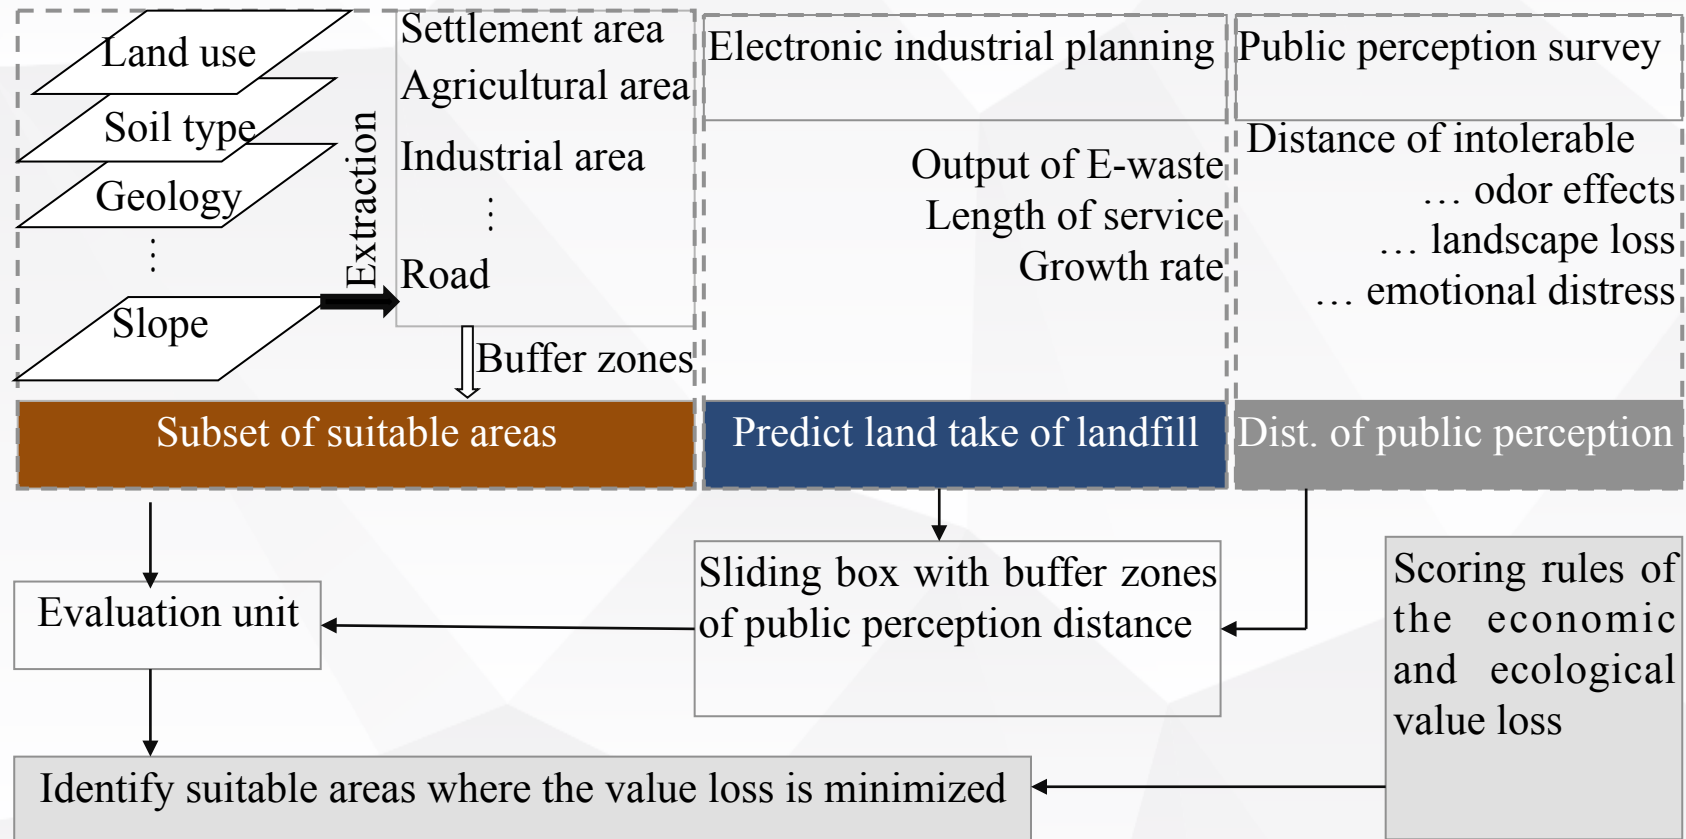 Land use
Soil type
Geology
⋮
Slope
Extraction
Settlement area
Agricultural area
Industrial area
⋮
Road
Buffer zones
Subset of suitable areas
Electronic industrial planning
Output of E-waste
Length of service
Growth rate
Predict land take of landfill
Public perception survey
Distance of intolerable
… odor effects
… landscape loss
… emotional distress
Dist. of public perception
Evaluation unit
Sliding box with buffer zones
of public perception distance
Scoring rules of
the economic
and ecological
value loss
Identify suitable areas where the value loss is minimized